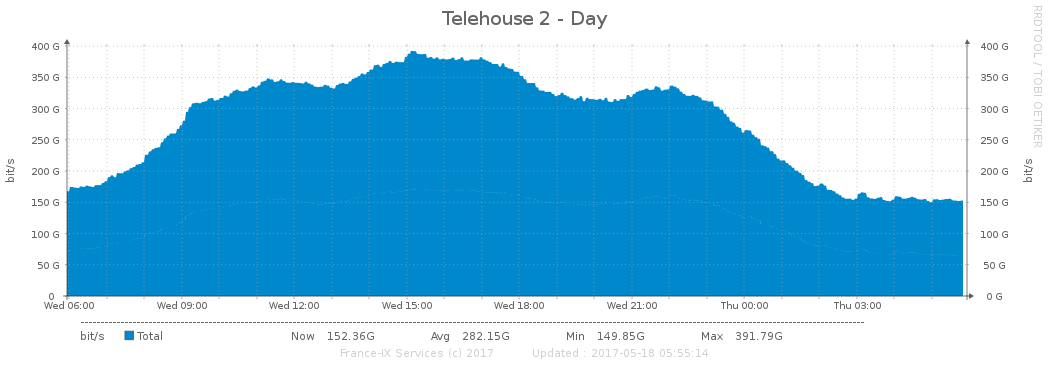 Telehouse 2 - Day
RRDTOOL / TOBI OETIKER
bit/s
400 G
350 G
300 G
250 G
200 G
150 G
100 G
50 G
0
400 G
350 G
300 G
250 G
200 G
150 G
100 G
50 G
0 G
bit/s
Wed 06:00 Wed 09:00 Wed 12:00 Wed 15:00 Wed 18:00 Wed 21:00 Thu 00:00 Thu 03:00
bit/s Total Now 152.36G Avg 282.15G Min 149.85G Max 391.79G
France-IX Services (c) 2017 Updated : 2017-05-18 05:55:14